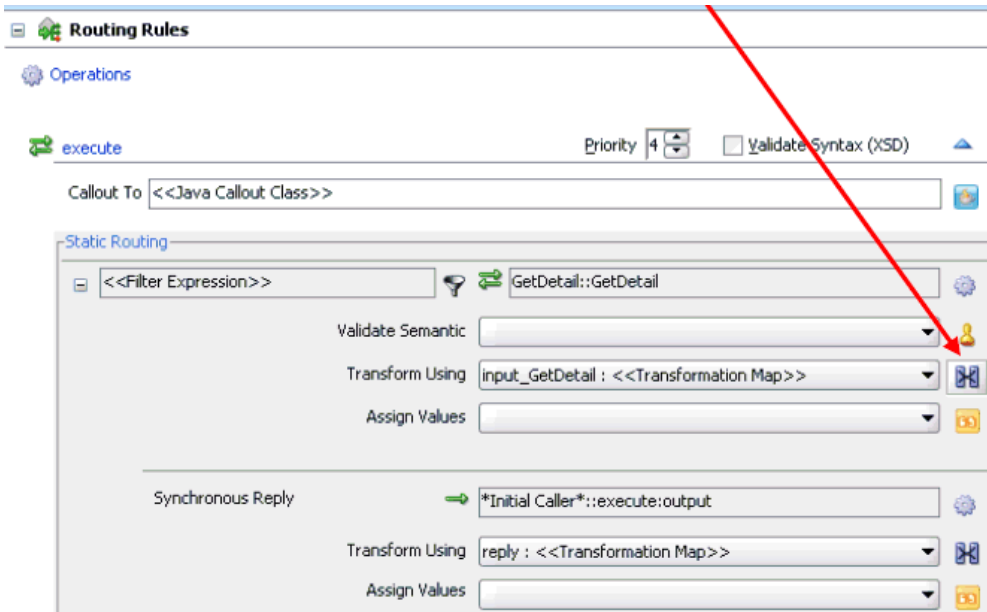 Routing Rules
Operations
execute Priority 4 Validate Syntax (XSD)
Callout To <<Java Callout Class>>
Static Routing
<<Filter Expression>> GetDetail::GetDetail
Validate Semantic
Transform Using input_GetDetail : <<Transformation Map>>
Assign Values
Synchronous Reply *Initial Caller*::execute:output
Transform Using reply : <<Transformation Map>>
Assign Values